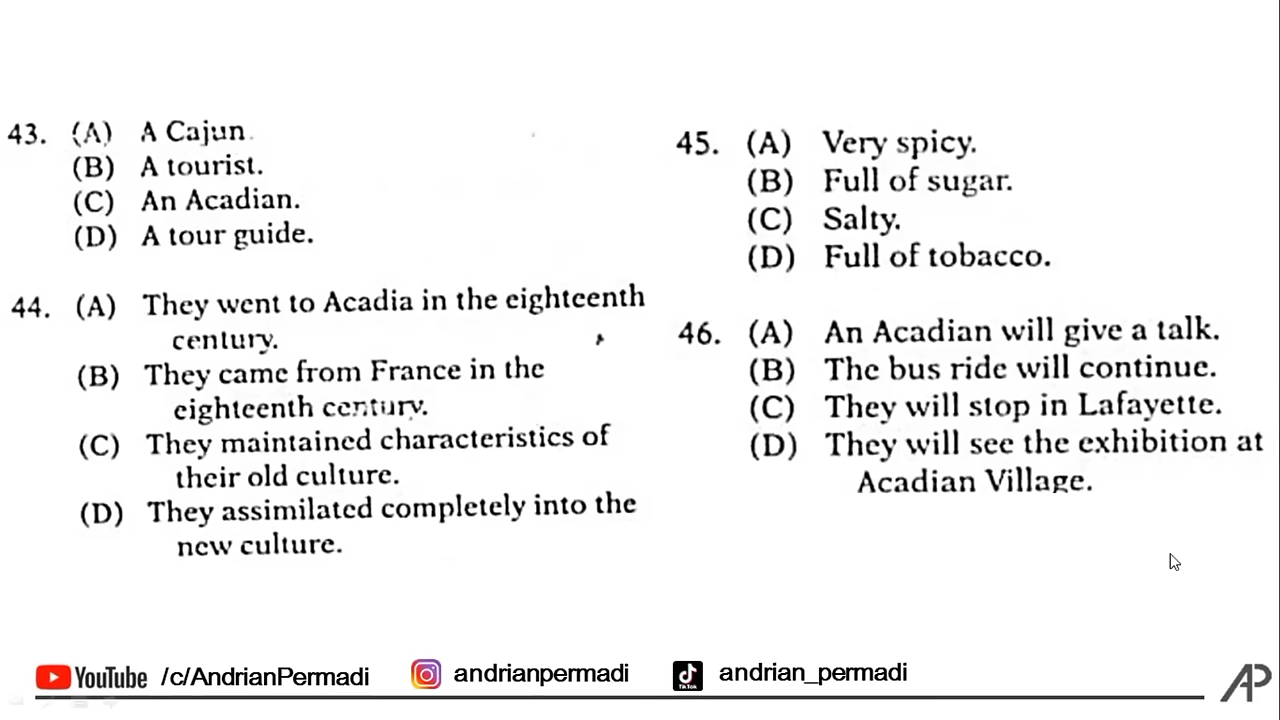 43. (A) A Cajun.
(B) A tourist.
(C) An Acadian.
(D) A tour guide.
44. (A) They went to Acadia in the eighteenth
century.
(B) They came from France in the
eighteenth century.
(C) They maintained characteristics of
their old culture.
(D) They assimilated completely into the
new culture.
45. (A) Very spicy.
(B) Full of sugar.
(C) Salty.
(D) Full of tobacco.
46. (A) An Acadian will give a talk.
(B) The bus ride will continue.
(C) They will stop in Lafayette.
(D) They will see the exhibition at
Acadian Village.
YouTube /c/AndrianPermadi
andrianpermadi
TikTok andrian_permadi
AP